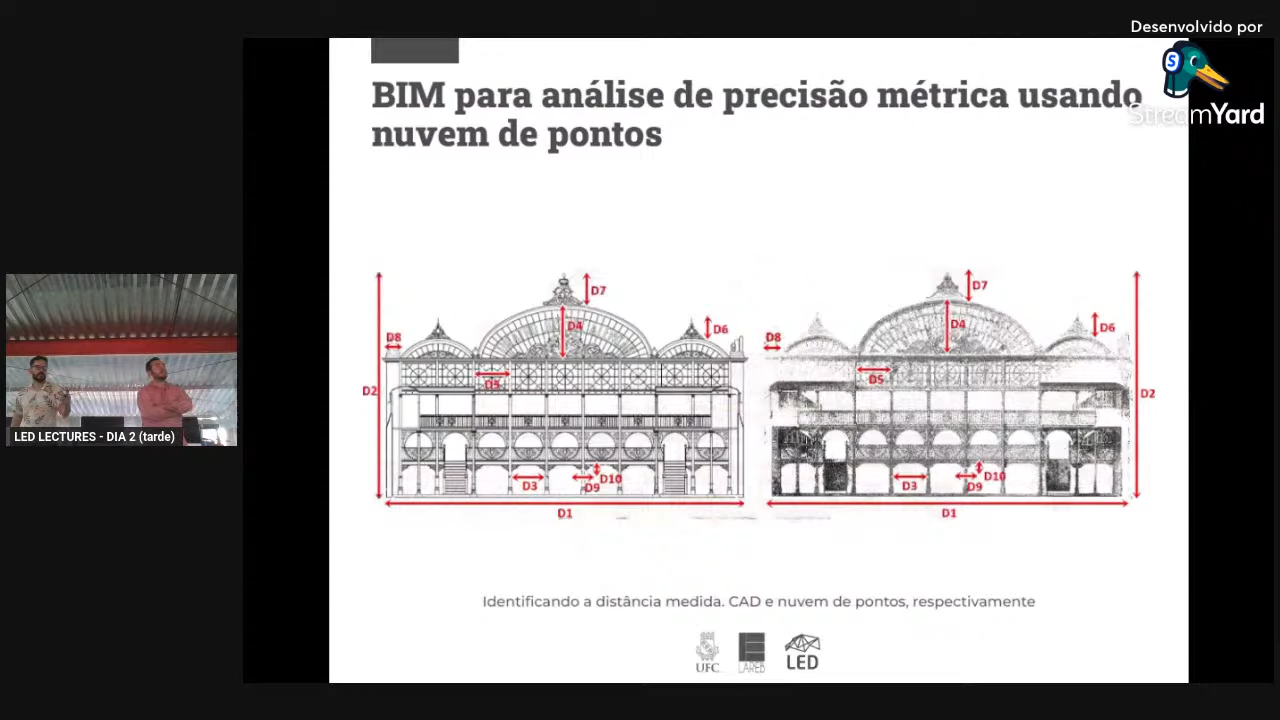 Desenvolvido por
S
StreamYard
BIM para análise de precisão métrica usando
nuvem de pontos
D7
D4
D6
D8
D5
D2
D3
D10
D9
D1
D7
D4
D6
D8
D5
D2
D3
D10
D9
D1
LED LECTURES - DIA 2 (tarde)
Identificando a distância medida. CAD e nuvem de pontos, respectivamente
UFC
LAREB
LED